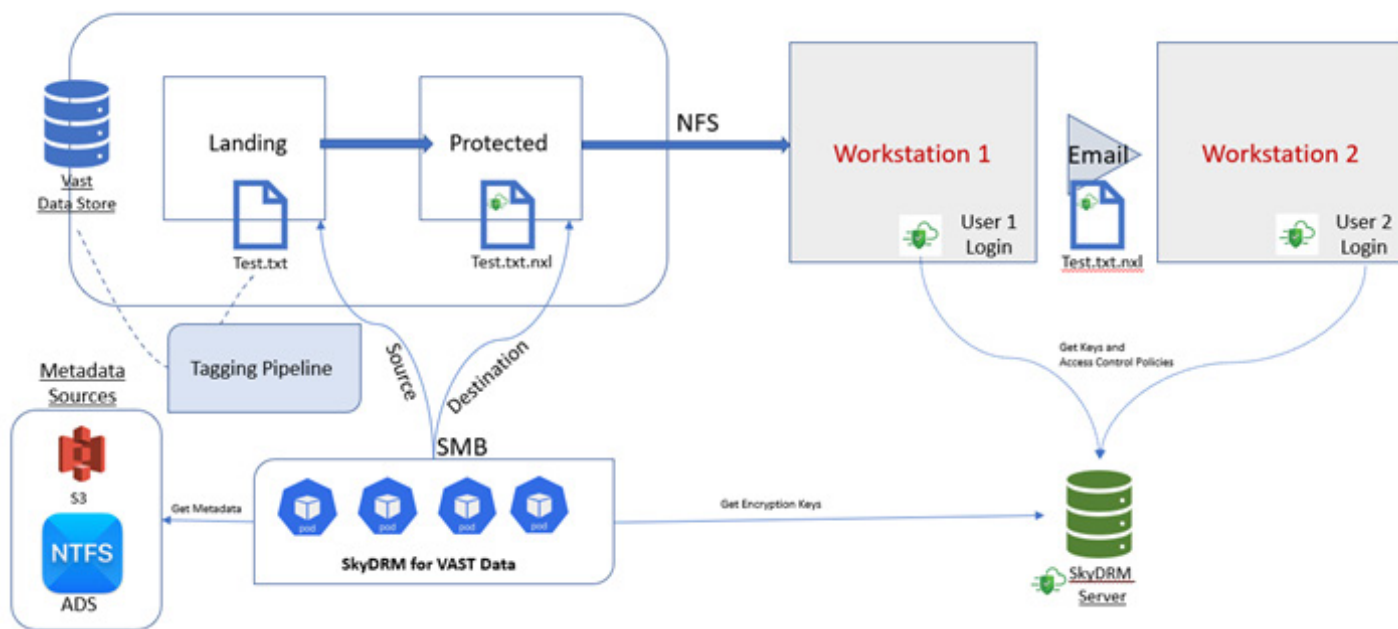 Vast
Data Store
Landing
Test.txt
Protected
Test.txt.nxl
NFS
Workstation 1
User 1
Login
Email
Test.txt.nxl
Workstation 2
User 2
Login
Tagging Pipeline
Source
Destination
SMB
Get Keys and
Access Control Policies
Metadata
Sources
S3
NTFS
ADS
Get Metadata
pod
pod
pod
pod
SkyDRM for VAST Data
Get Encryption Keys
SkyDRM
Server